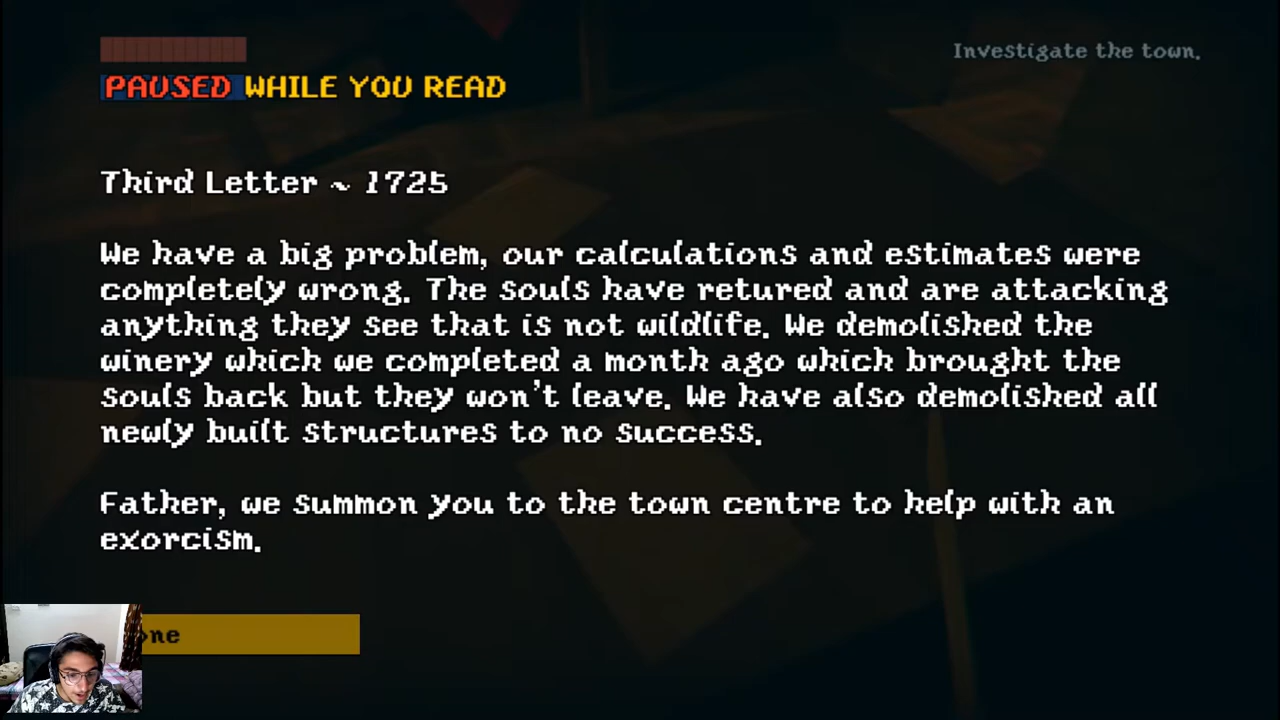 Investigate the town.
PAUSED WHILE YOU READ
Third Letter ~ 1725
We have a big problem, our calculations and estimates were
completely wrong. The souls have retured and are attacking
anything they see that is not wildlife. We demolished the
winery which we completed a month ago which brought the
souls back but they won't leave. We have also demolished all
newly built structures to no success.
Father, we summon you to the town centre to help with an
exorcism.
one